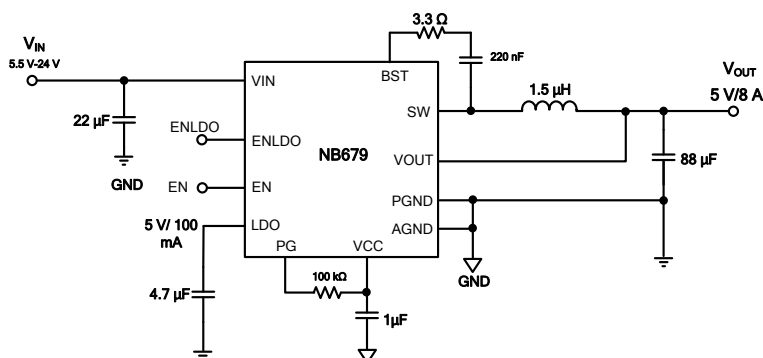 3.3 Ω
V_IN
5.5 V-24 V
220 nF
BST
V_OUT
5 V/8 A
VIN
1.5 µH
SW
22 µF
ENLDO
ENLDO
NB679
VOUT
88 µF
GND
EN
EN
PGND
5 V/ 100
mA
LDO
AGND
PG
VCC
GND
100 kΩ
4.7 µF
1µF